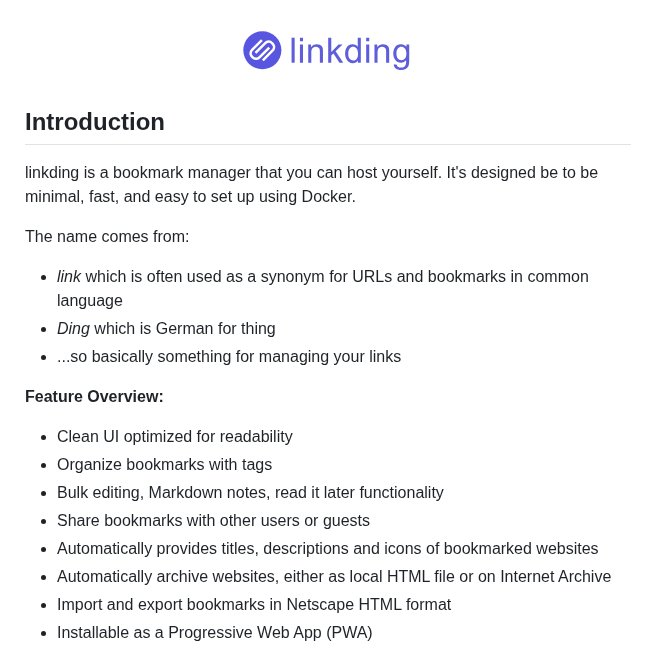 linkding
Introduction
linkding is a bookmark manager that you can host yourself. It's designed be to be
minimal, fast, and easy to set up using Docker.
The name comes from:
link which is often used as a synonym for URLs and bookmarks in common
language
Ding which is German for thing
...so basically something for managing your links
Feature Overview:
Clean UI optimized for readability
Organize bookmarks with tags
Bulk editing, Markdown notes, read it later functionality
Share bookmarks with other users or guests
Automatically provides titles, descriptions and icons of bookmarked websites
Automatically archive websites, either as local HTML file or on Internet Archive
Import and export bookmarks in Netscape HTML format
Installable as a Progressive Web App (PWA)